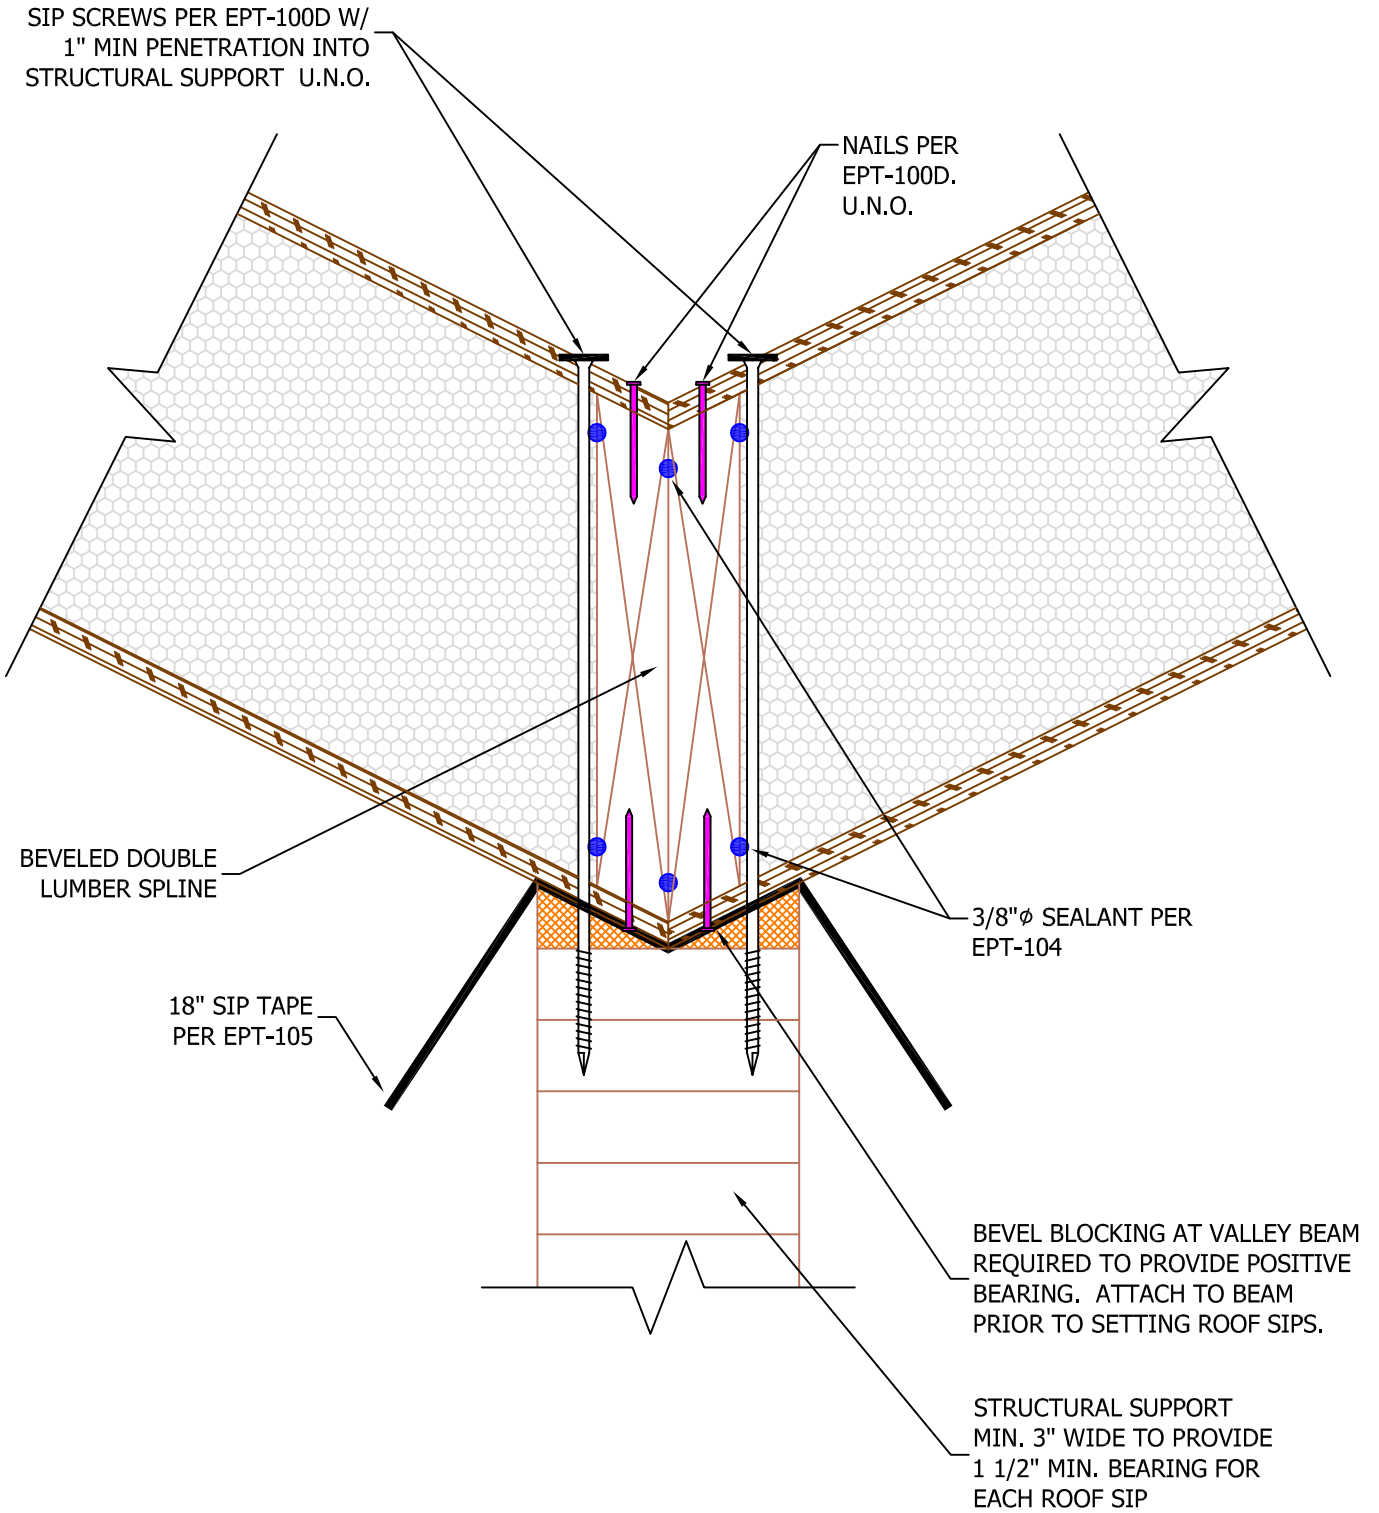 SIP SCREWS PER EPT-100D W/
1" MIN PENETRATION INTO
STRUCTURAL SUPPORT U.N.O.
NAILS PER
EPT-100D.
U.N.O.
BEVELED DOUBLE
LUMBER SPLINE
3/8"ø SEALANT PER
EPT-104
18" SIP TAPE
PER EPT-105
BEVEL BLOCKING AT VALLEY BEAM
REQUIRED TO PROVIDE POSITIVE
BEARING. ATTACH TO BEAM
PRIOR TO SETTING ROOF SIPS.
STRUCTURAL SUPPORT
MIN. 3" WIDE TO PROVIDE
1 1/2" MIN. BEARING FOR
EACH ROOF SIP